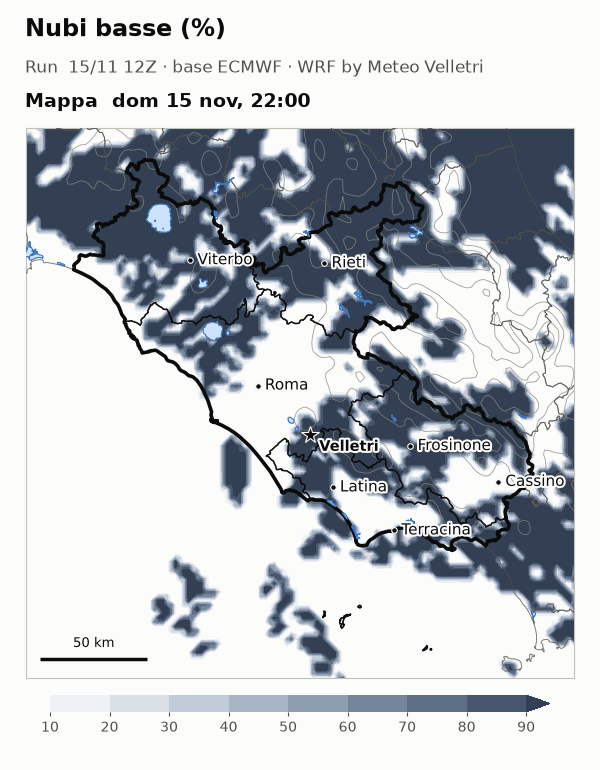 Nubi basse (%)
Run  15/11 12Z · base ECMWF · WRF by Meteo Velletri
Mappa  dom 15 nov, 22:00
Viterbo
Rieti
Roma
Velletri
Frosinone
Cassino
Latina
Terracina
50 km
10 20 30 40 50 60 70 80 90